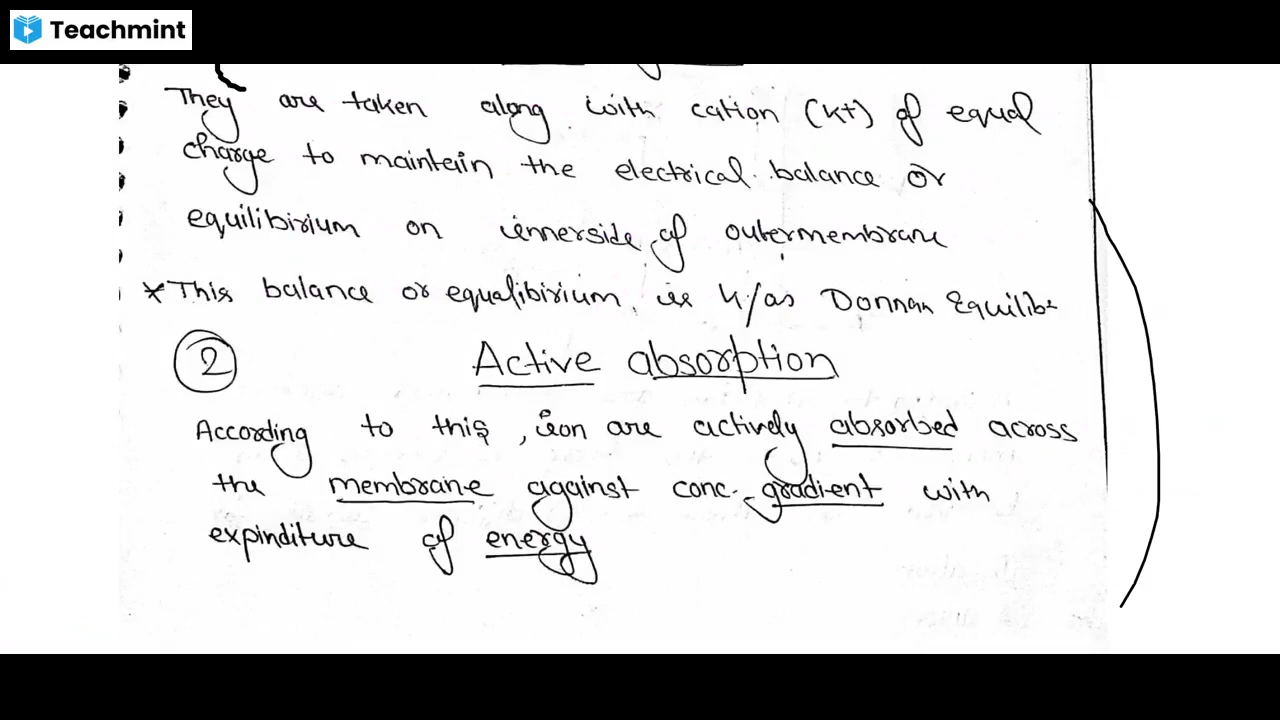 Teachmint
They are taken along with cation (K+) of equal
charge to maintain the electrical balance or
equilibirium on innerside of outermembrane
*This balance or equalibirium is K/as Donnan Equilib
2 Active absorption
According to this, ion are actively absorbed across
the membrane against conc. gradient with
expinditure of energy